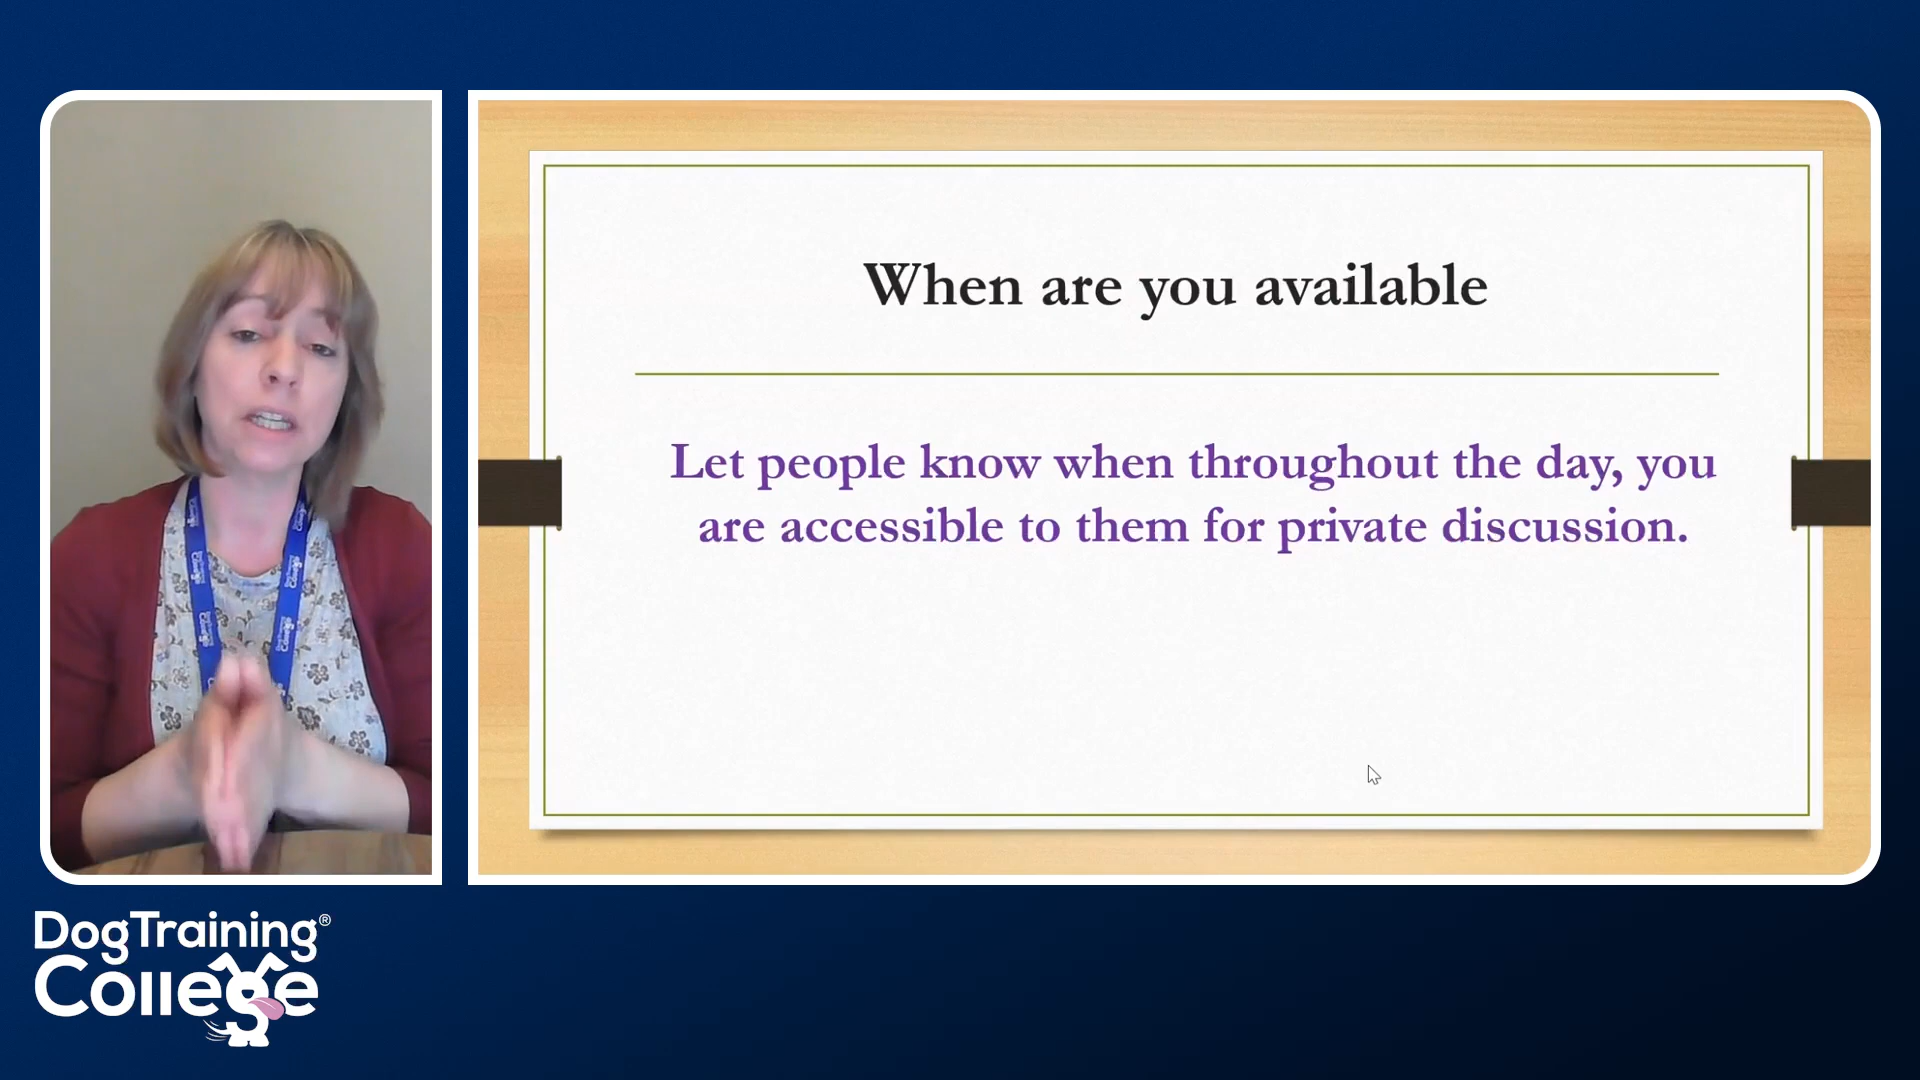 When are you available
Let people know when throughout the day, you
are accessible to them for private discussion.
DogTraining®
College